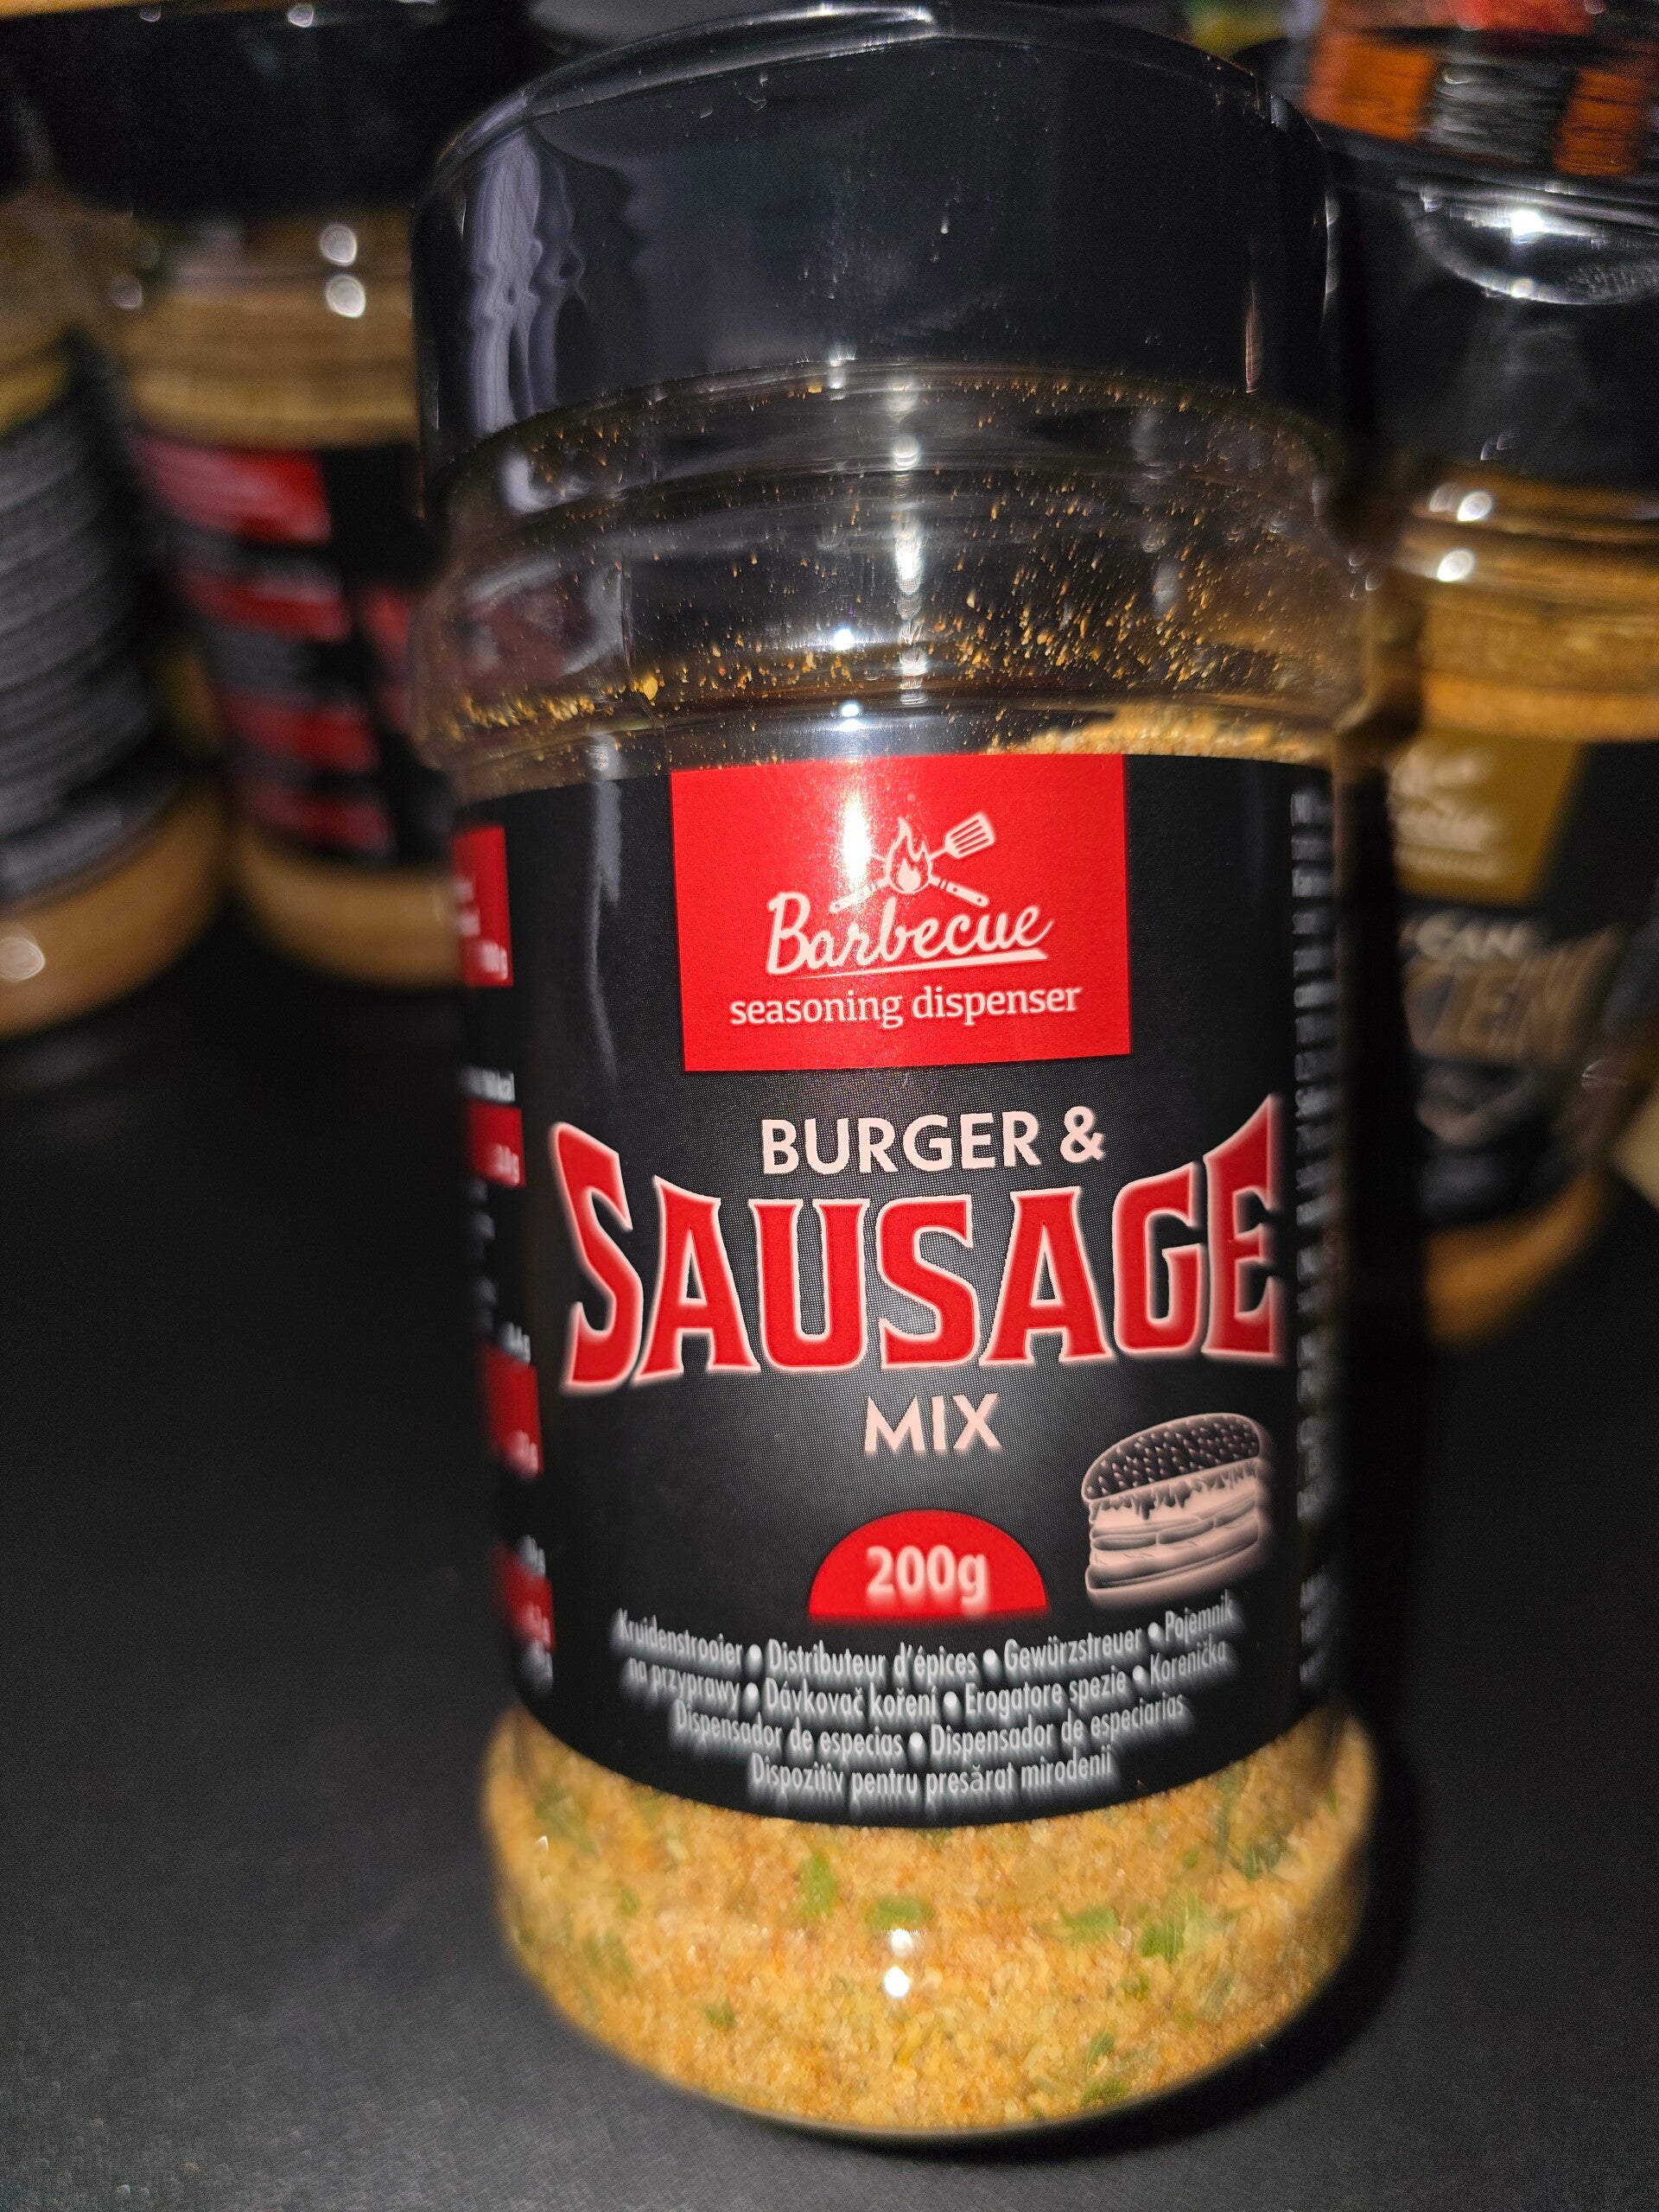 Barbecue
seasoning dispenser
BURGER &
SAUSAGE
MIX
200g
Kruidenstrooier • Distributeur d'épices • Gewürzstreuer • Pojemnik
na przyprawy • Dávkovač koření • Erogatore spezie • Korenička
Dispensador de especias • Dispensador de especiarias
Dispozitiv pentru presărat mirodenii